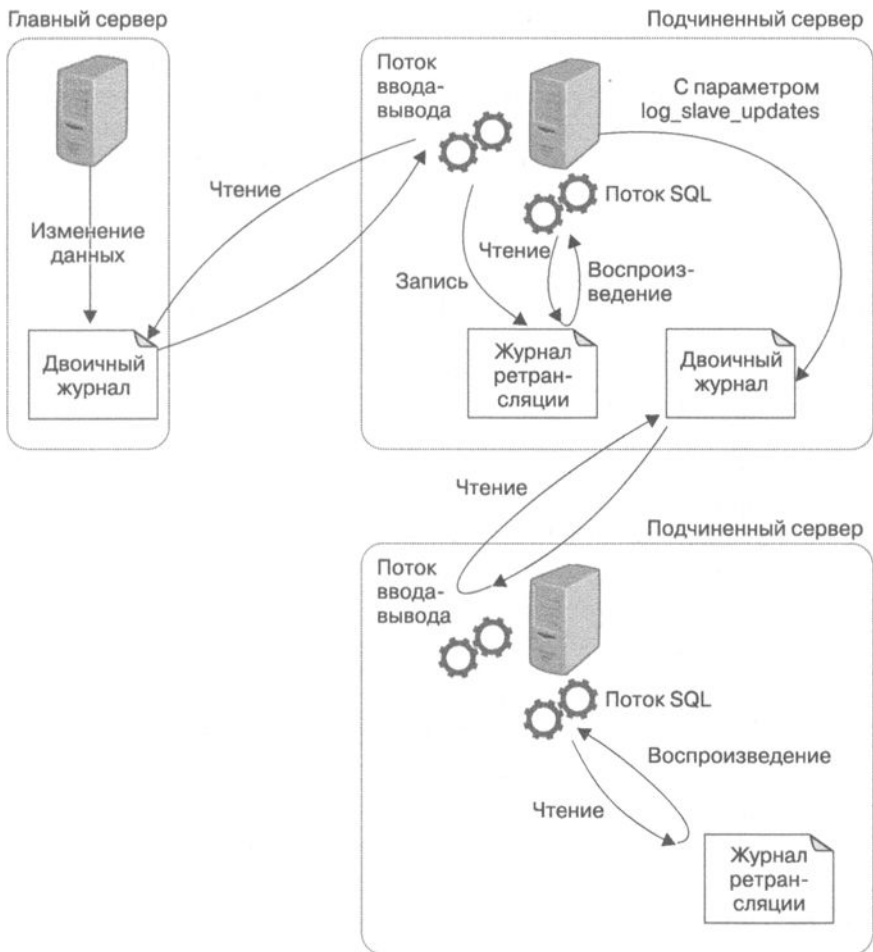 Главный сервер
Изменение
данных
Двоичный
журнал
Чтение
Подчиненный сервер
Поток
ввода-
вывода
С параметром
log_slave_updates
Поток SQL
Чтение
Воспроиз-
ведение
Запись
Журнал
ретран-
сляции
Двоичный
журнал
Чтение
Подчиненный сервер
Поток
ввода-
вывода
Поток SQL
Воспроизведение
Чтение
Журнал
ретран-
сляции